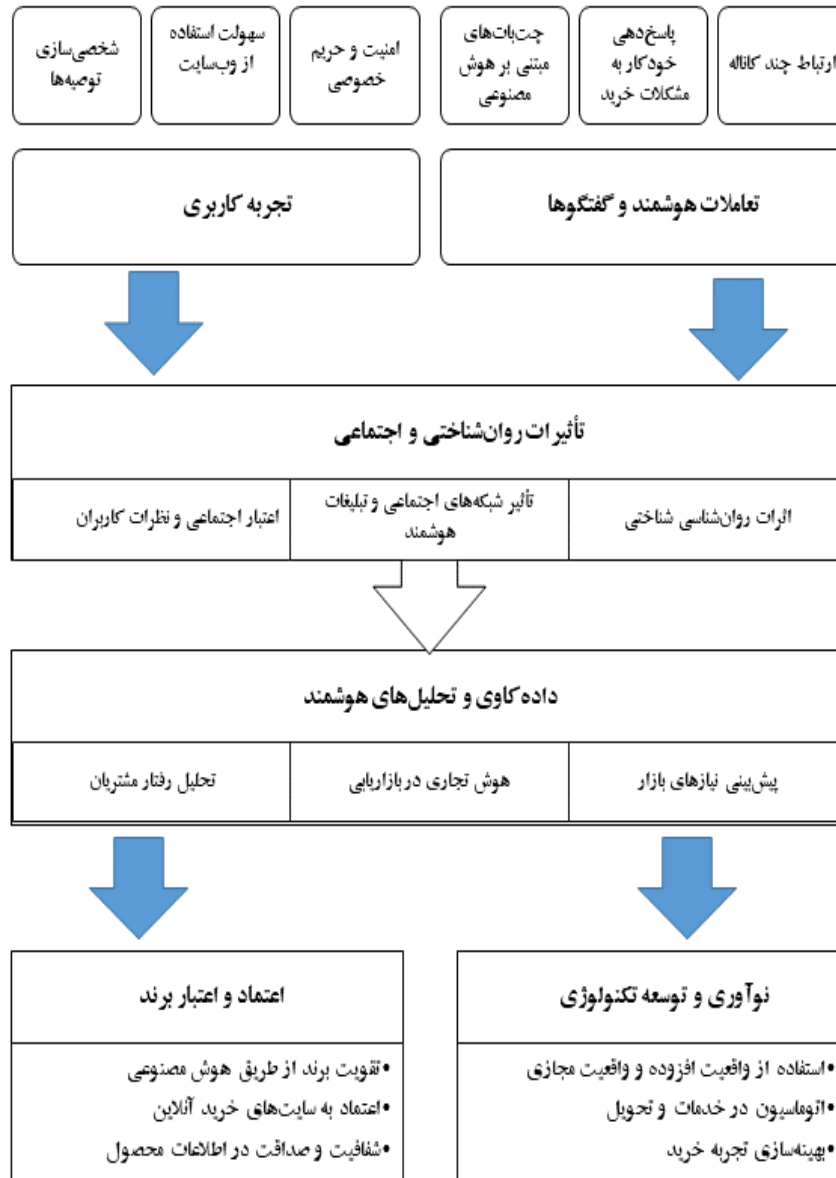 ارتباط چند کاناله
پاسخ‌دهی
خودکار به
مشکلات خرید
چت‌بات‌های
مبتنی بر هوش
مصنوعی
امنیت و حریم
خصوصی
سهولت استفاده
از وب‌سایت
شخصی‌سازی
توصیه‌ها
تعاملات هوشمند و گفتگوها
تجربه کاربری
تأثیرات روان‌شناختی و اجتماعی
اثرات روان‌شناسی شناختی
تأثیر شبکه‌های اجتماعی و تبلیغات
هوشمند
اعتبار اجتماعی و نظرات کاربران
داده کاوی و تحلیل‌های هوشمند
پیش‌بینی نیازهای بازار
هوش تجاری در بازاریابی
تحلیل رفتار مشتریان
نوآوری و توسعه تکنولوژی
•استفاده از واقعیت افزوده و واقعیت مجازی
•اتوماسیون در خدمات و تحویل
•بهینه‌سازی تجربه خرید
اعتماد و اعتبار برند
•تقویت برند از طریق هوش مصنوعی
•اعتماد به سایت‌های خرید آنلاین
•شفافیت و صداقت در اطلاعات محصول